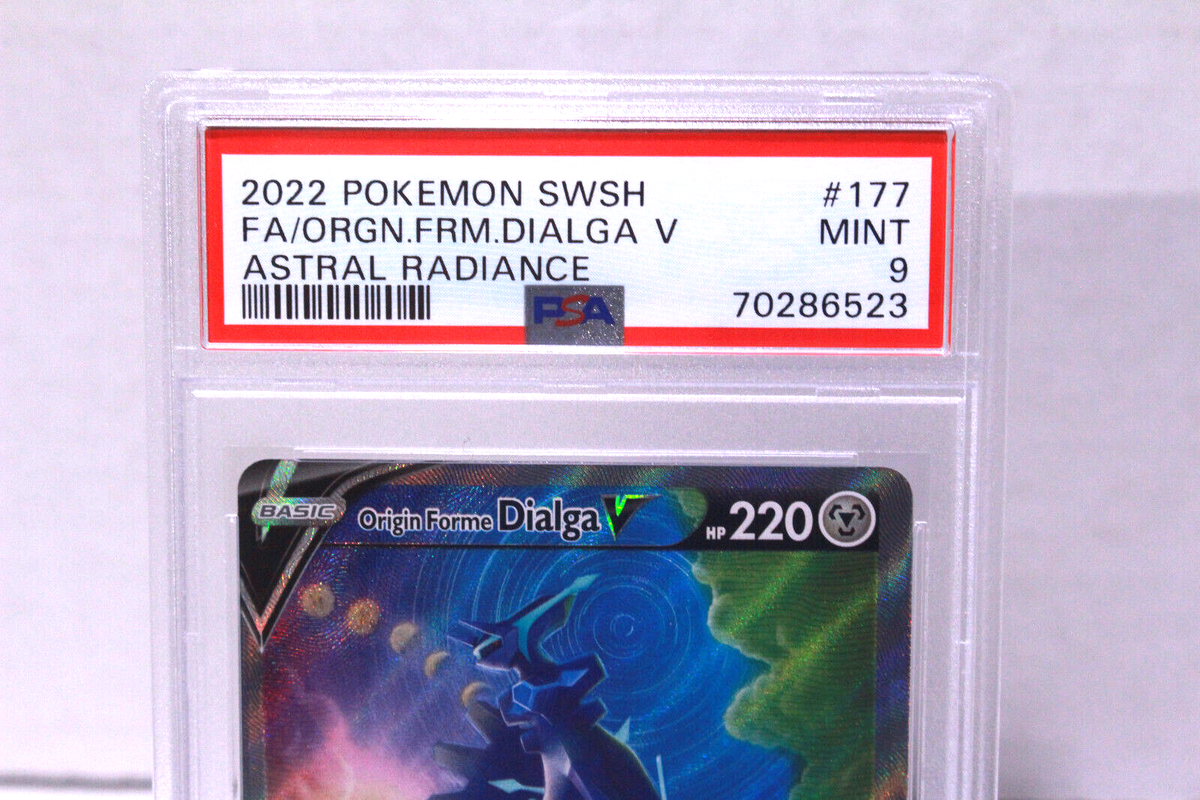 2022 POKEMON SWSH #177
FA/ORGN.FRM.DIALGA V MINT
ASTRAL RADIANCE 9
PSA 70286523
BASIC Origin Forme Dialga V HP 220